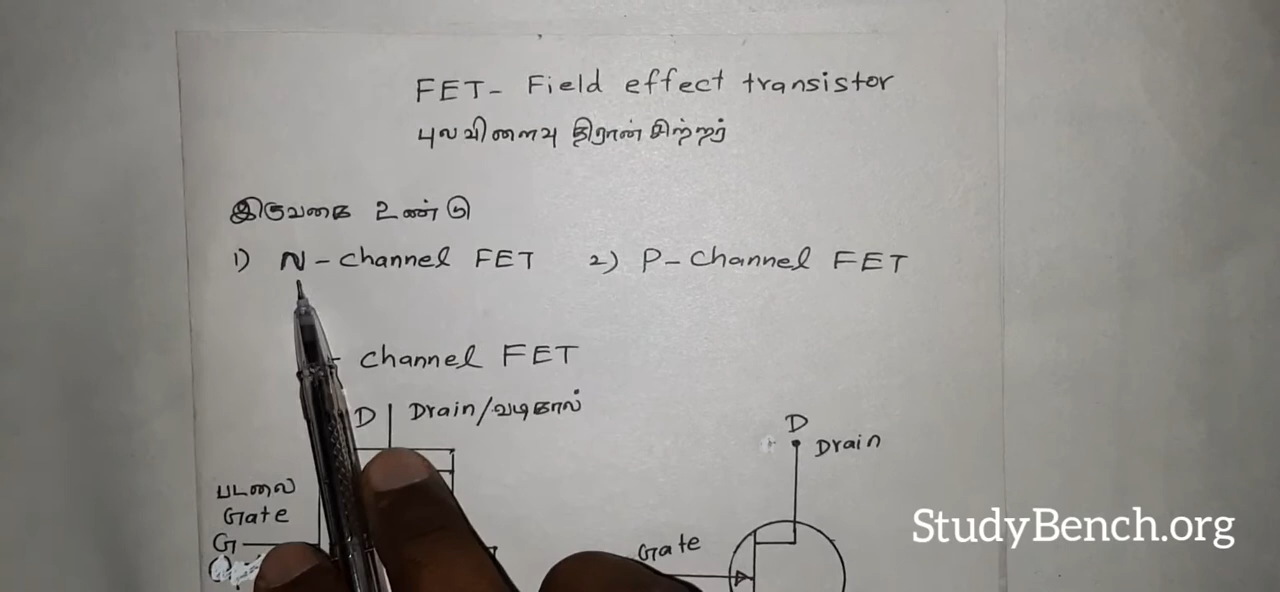 FET - Field effect transistor
புலவிளைவு திரான்சிற்றர்
இருவகை உண்டு
1) N - channel FET 2) P - channel FET
- channel FET
D Drain/வடிகால்
D
Drain
படலை
Gate
G
Gate
StudyBench.org